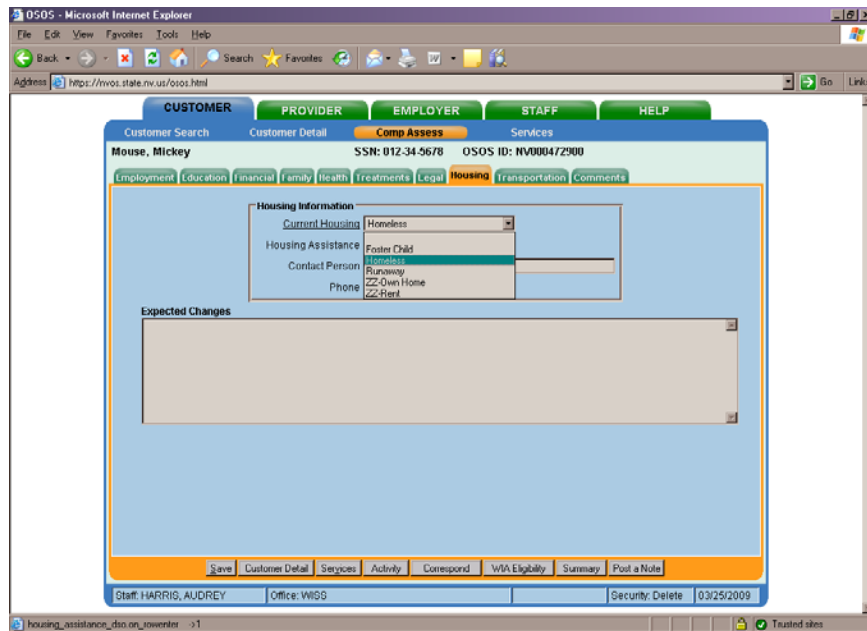 OSOS - Microsoft Internet Explorer
File Edit View Favorites Tools Help
Back Search Favorites
Address https://nvos.state.nv.us/osos.html Go Link
CUSTOMER PROVIDER EMPLOYER STAFF HELP
Customer Search Customer Detail Comp Assess Services
Mouse, Mickey SSN: 012-34-5678 OSOS ID: NV000472900
Employment Education Financial Family Health Treatments Legal Housing Transportation Comments
Housing Information
Current Housing Homeless
Housing Assistance Foster Child
Homeless
Contact Person Runaway
ZZ-Own Home
Phone ZZ-Rent
Expected Changes
Save Customer Detail Services Activity Correspond WIA Eligibility Summary Post a Note
Staff: HARRIS, AUDREY Office: WISS Security: Delete 03/25/2009
housing_assistance_dso.on_rowenter ->1 Trusted sites